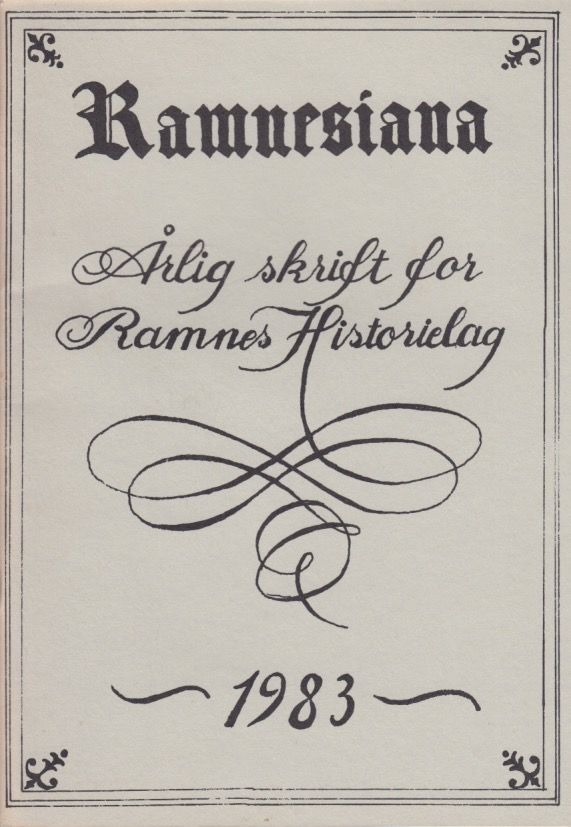 Ramnesiana
Årlig skrift for
Ramnes Historielag
~ 1983 ~